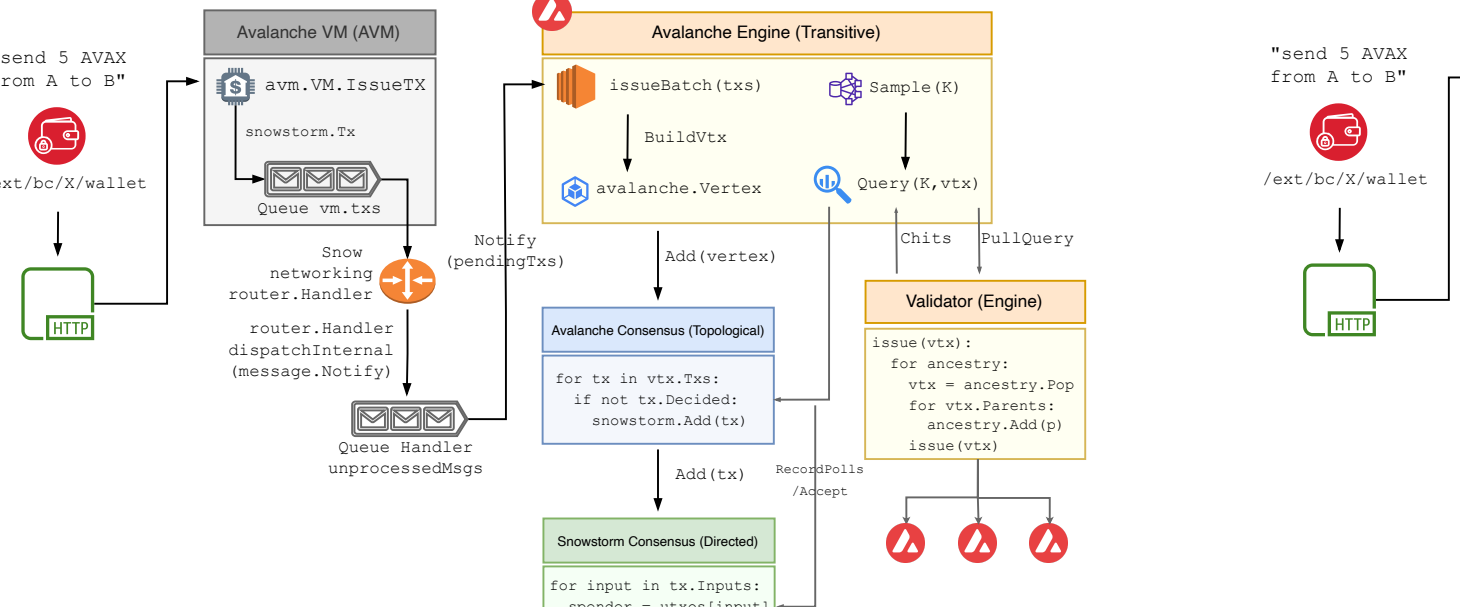 send 5 AVAX
from A to B"
ext/bc/X/wallet
HTTP
Avalanche VM (AVM)
$
avm.VM.IssueTX
snowstorm.Tx
Queue vm.txs
Snow
networking
router.Handler
router.Handler
dispatchInternal
(message.Notify)
Queue Handler
unprocessedMsgs
Notify
(pendingTxs)
Avalanche Engine (Transitive)
issueBatch(txs)
BuildVtx
avalanche.Vertex
Sample(K)
Query(K,vtx)
Add(vertex)
Chits
PullQuery
Avalanche Consensus (Topological)
for tx in vtx.Txs:
if not tx.Decided:
snowstorm.Add(tx)
Add(tx)
RecordPolls
/Accept
Snowstorm Consensus (Directed)
for input in tx.Inputs:
spender = utxos[input]
Validator (Engine)
issue(vtx):
for ancestry:
vtx = ancestry.Pop
for vtx.Parents:
ancestry.Add(p)
issue(vtx)
"send 5 AVAX
from A to B"
/ext/bc/X/wallet
HTTP